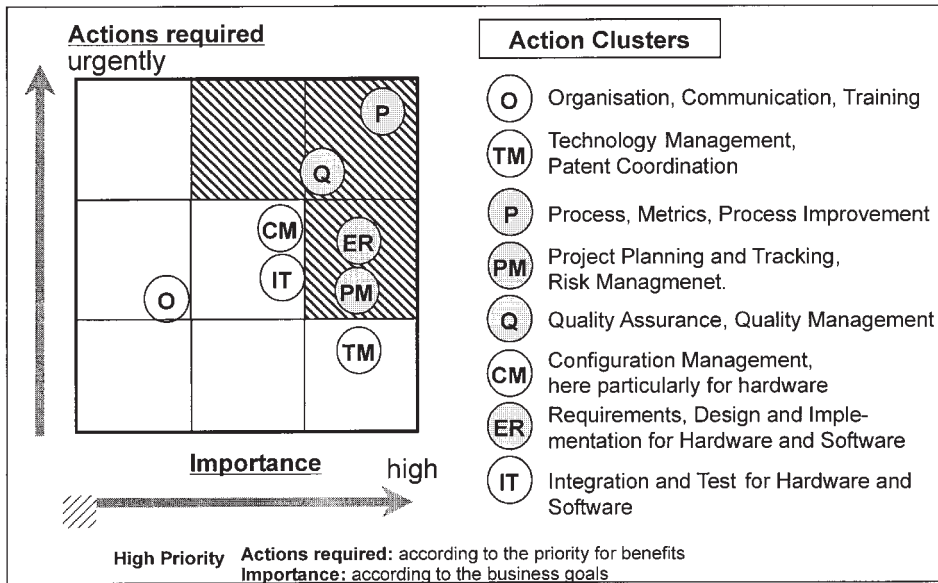 Actions required
urgently
P
Q
CM
ER
IT
PM
O
TM
Importance
high
Action Clusters
O Organisation, Communication, Training
TM Technology Management,
Patent Coordination
P Process, Metrics, Process Improvement
PM Project Planning and Tracking,
Risk Managmenet.
Q Quality Assurance, Quality Management
CM Configuration Management,
here particularly for hardware
ER Requirements, Design and Imple-
mentation for Hardware and Software
IT Integration and Test for Hardware and
Software
High Priority Actions required: according to the priority for benefits
Importance: according to the business goals